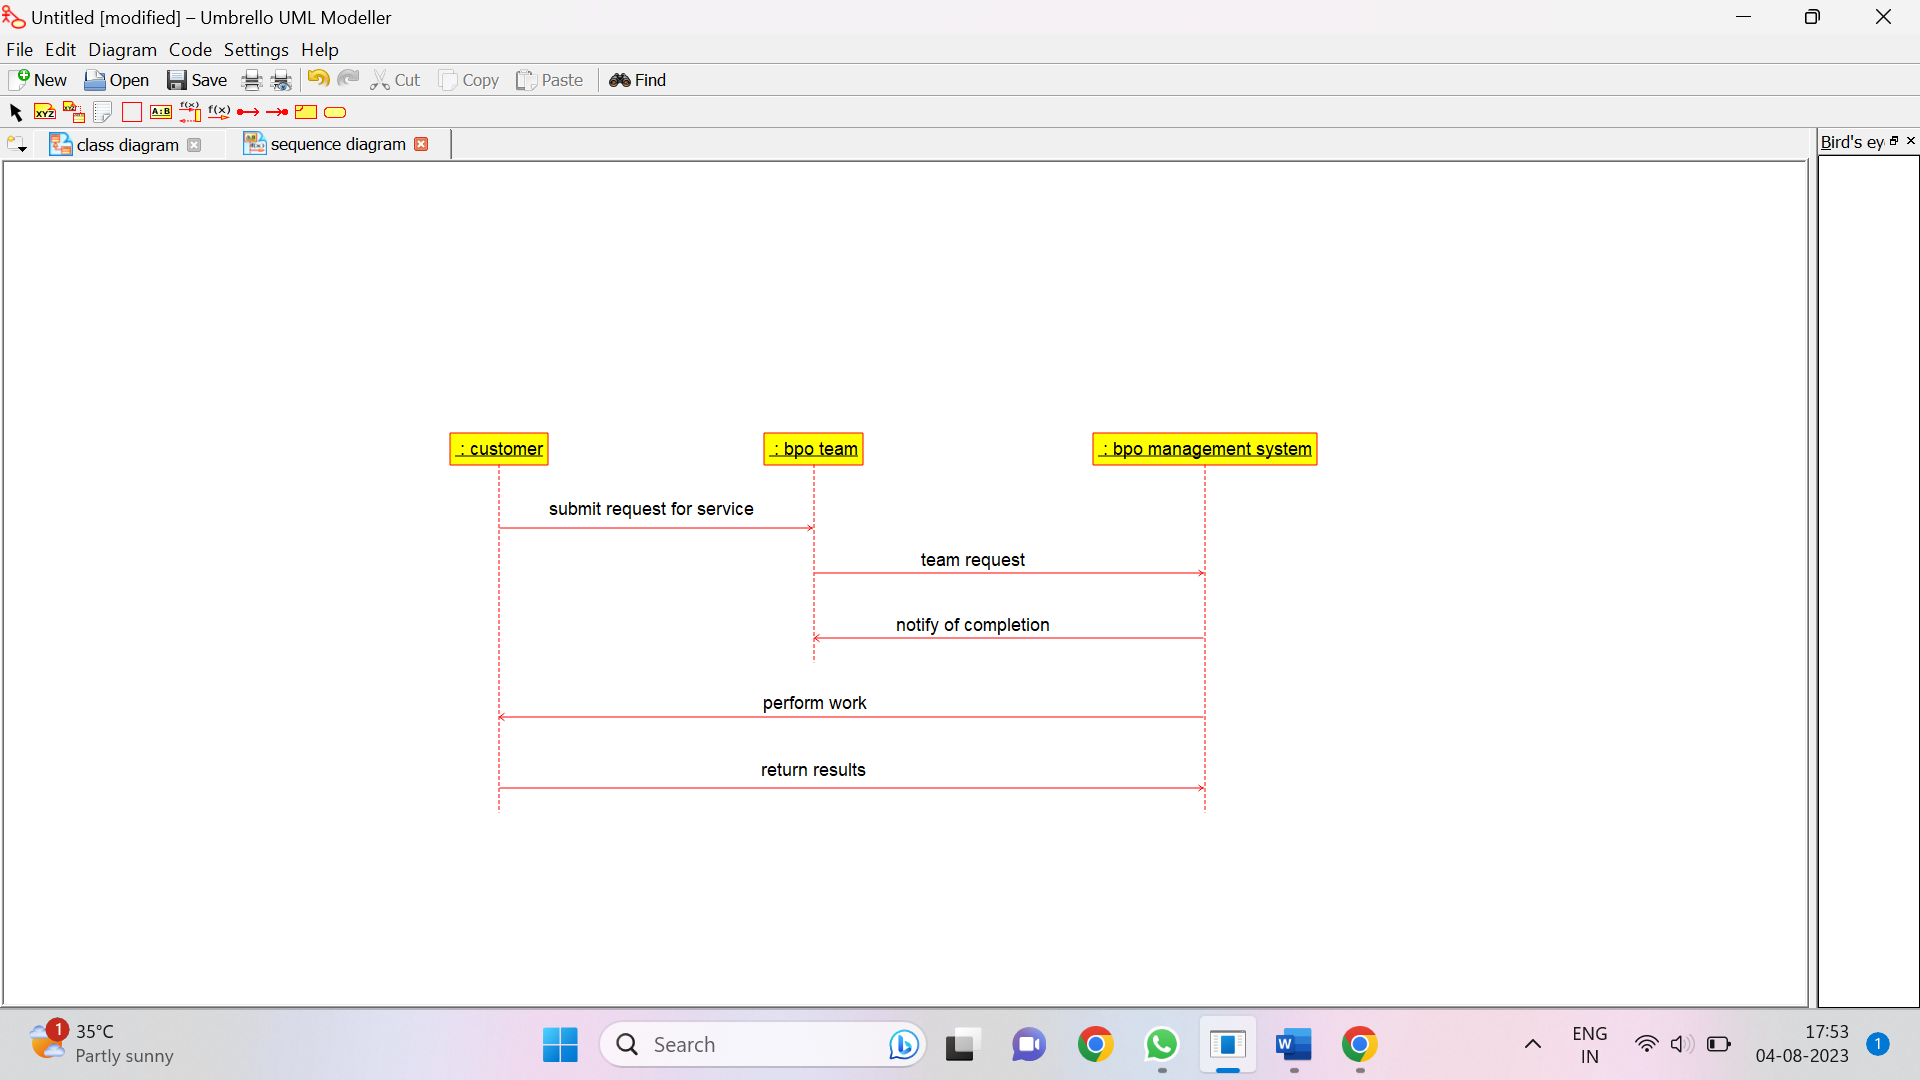 Untitled [modified] – Umbrello UML Modeller
File Edit Diagram Code Settings Help
New Open Save Cut Copy Paste Find
XYZ XYZ A:B f(x) f(x)
class diagram sequence diagram
Bird's ey
: customer : bpo team : bpo management system
submit request for service
team request
notify of completion
perform work
return results
1 35°C
Partly sunny
Search
W
ENG
IN
17:53
04-08-2023
1